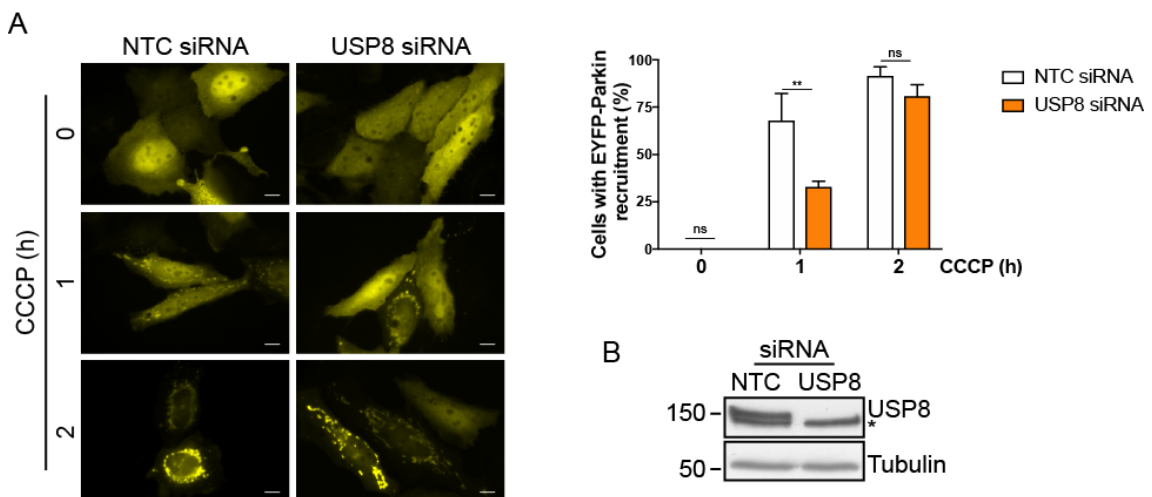 A
NTC siRNA
USP8 siRNA
CCCP (h)
0
1
2
Cells with EYFP-Parkin
recruitment (%)
100
75
50
25
0
ns
**
ns
0
1
2
CCCP (h)
NTC siRNA
USP8 siRNA
B
siRNA
NTC USP8
150
USP8
*
50
Tubulin